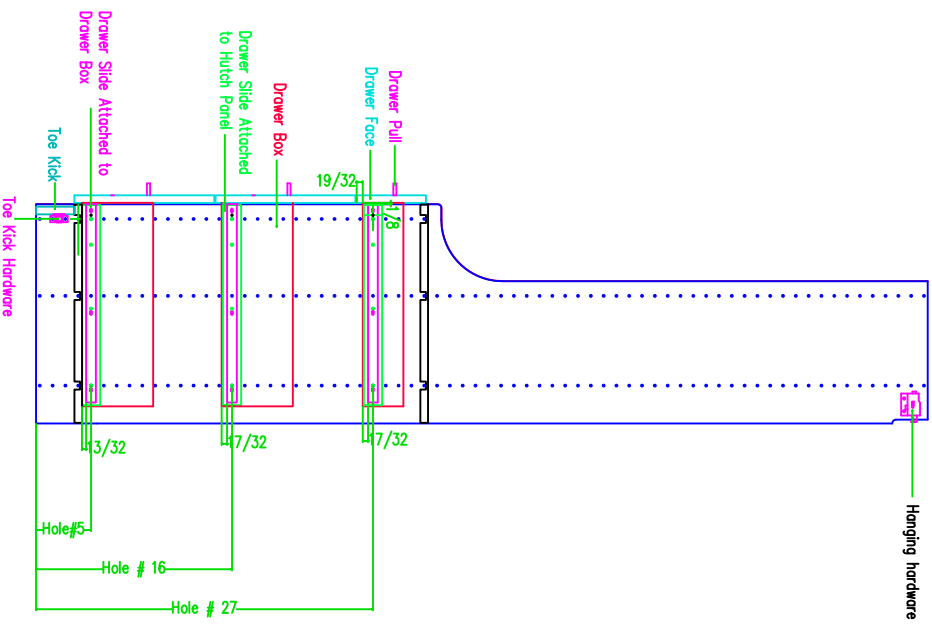 Drawer Slide Attached to
Drawer Box
Toe Kick
Toe Kick Hardware
Drawer Slide Attached
to Hutch Panel
Drawer Box
Drawer Face
Drawer Pull
19/32
11/8
13/32
17/32
17/32
Hole#5
Hole # 16
Hole # 27
Hanging hardware